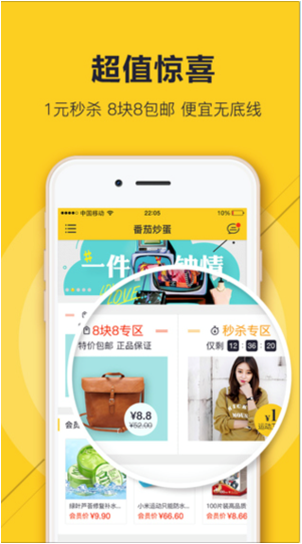 超值惊喜
1元秒杀 8块8包邮 便宜无底线
中国移动 22:05 10%
番茄炒蛋
一件 钟情
LOVE
8块8专区
特价包邮 正品保证
秒杀专区
仅剩 12:36:20
¥8.8
¥52.00
¥1
会员
绿叶芦荟修复补水...
会员价 ¥9.90
小米运动只能防水...
会员价 ¥66.60
100片装高品质
会员价 ¥6.60